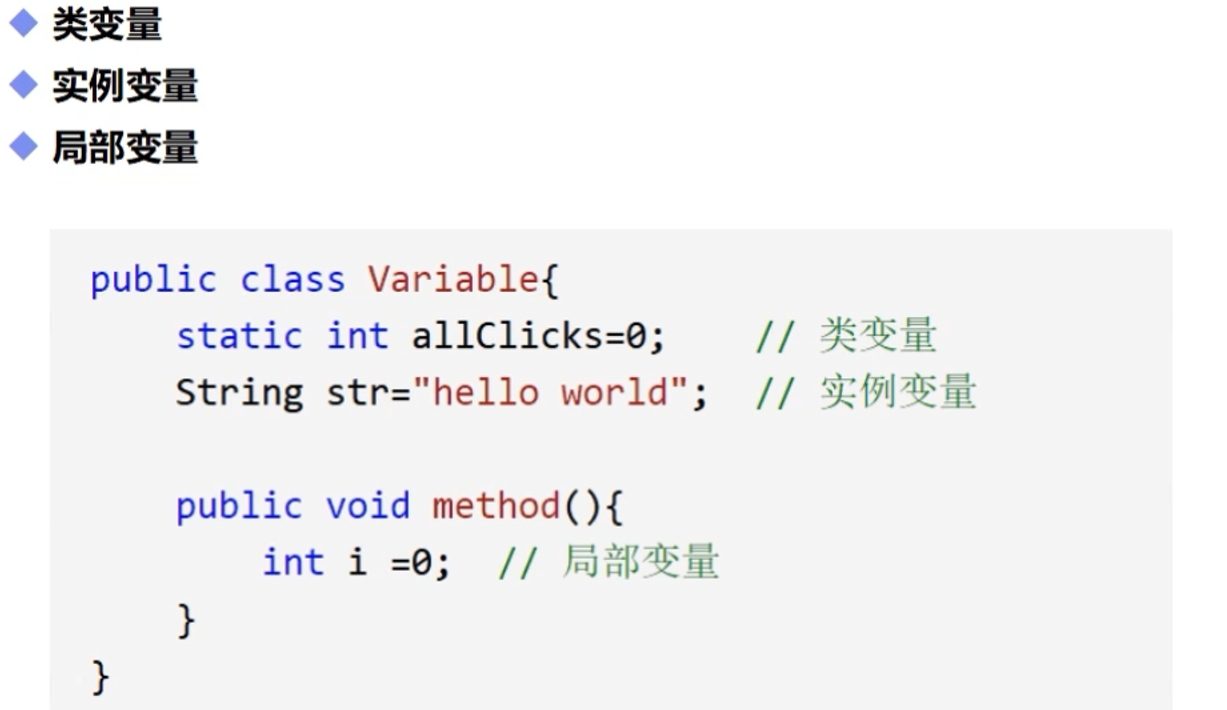 类变量
实例变量
局部变量
public class Variable{
static int allClicks=0; // 类变量
String str="hello world"; // 实例变量
public void method(){
int i =0; // 局部变量
}
}